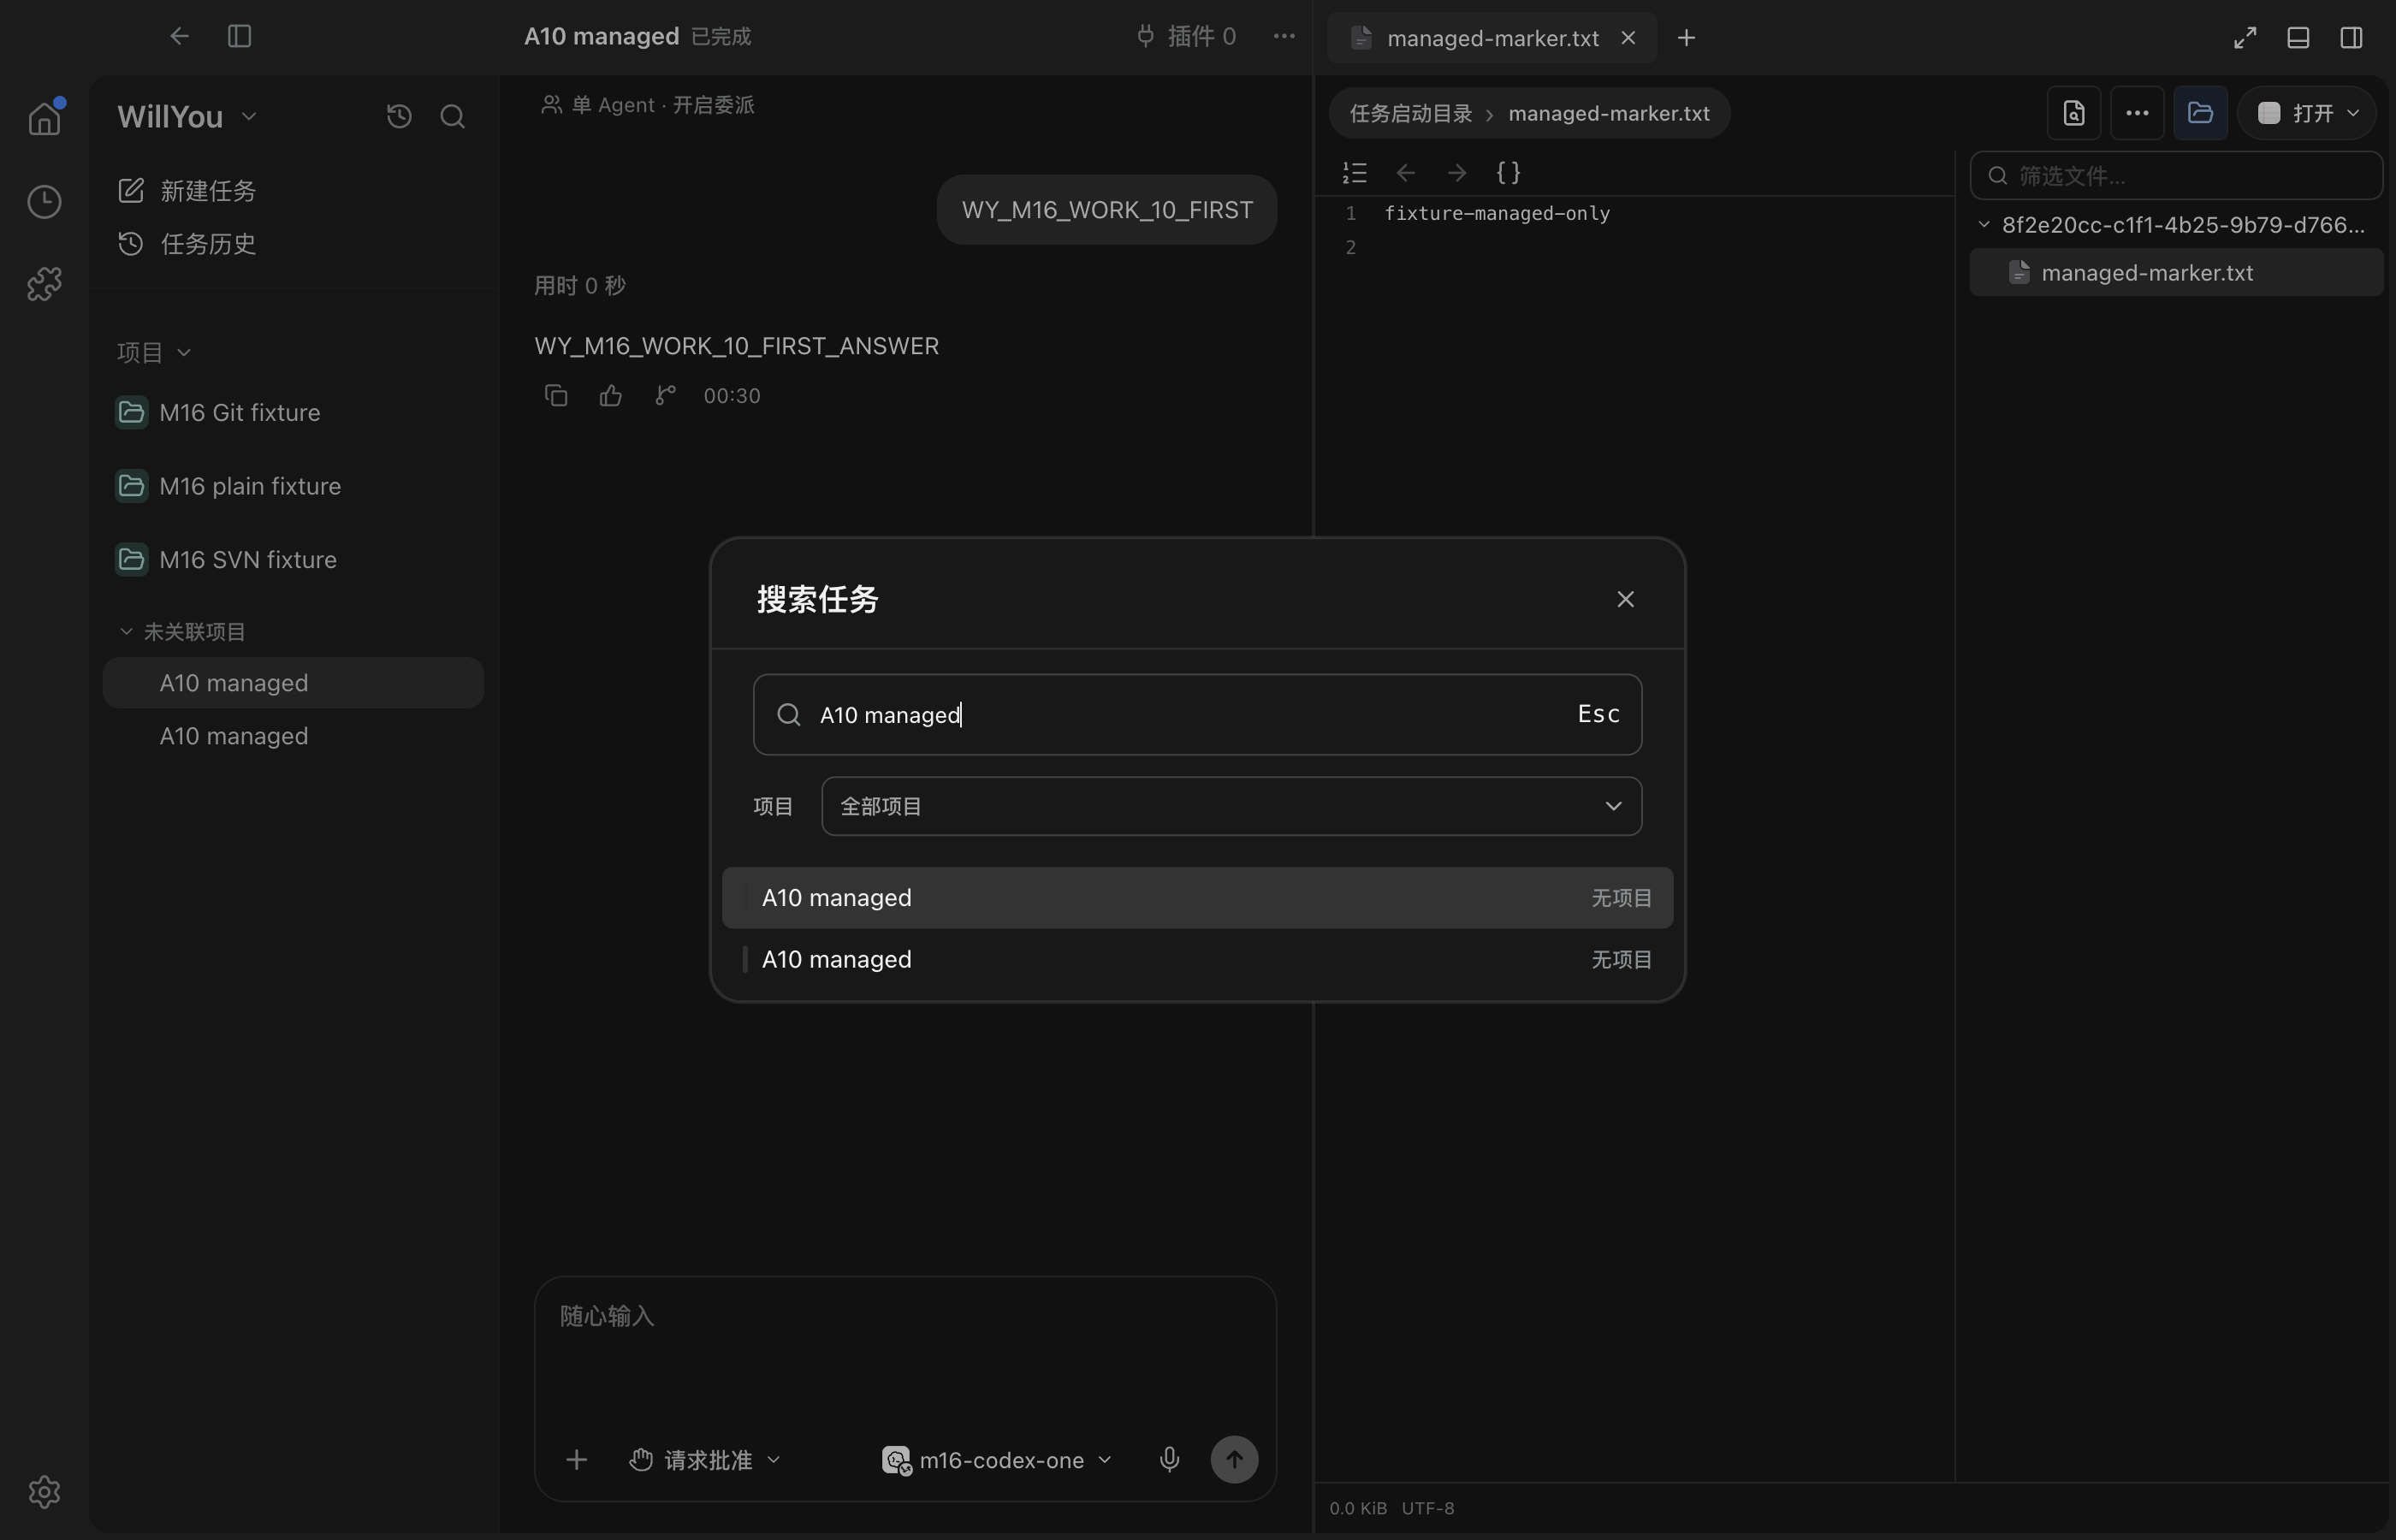 A10 managed 已完成
插件 0
managed-marker.txt
WillYou
新建任务
任务历史
项目
M16 Git fixture
M16 plain fixture
M16 SVN fixture
未关联项目
A10 managed
A10 managed
单 Agent · 开启委派
WY_M16_WORK_10_FIRST
用时 0 秒
WY_M16_WORK_10_FIRST_ANSWER
00:30
搜索任务
A10 managed
Esc
项目
全部项目
A10 managed 无项目
A10 managed 无项目
随心输入
请求批准
m16-codex-one
任务启动目录 › managed-marker.txt
打开
1 fixture-managed-only
2
筛选文件...
8f2e20cc-c1f1-4b25-9b79-d766...
managed-marker.txt
0.0 KiB UTF-8